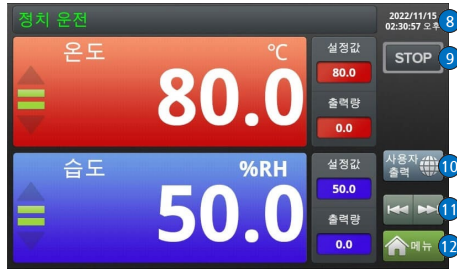 정치 운전
2022/11/15
02:30:57 오후
8
온도
℃
80.0
설정값
80.0
출력량
0.0
STOP
9
습도
%RH
50.0
설정값
50.0
출력량
0.0
사용자
출력
10
11
메뉴
12